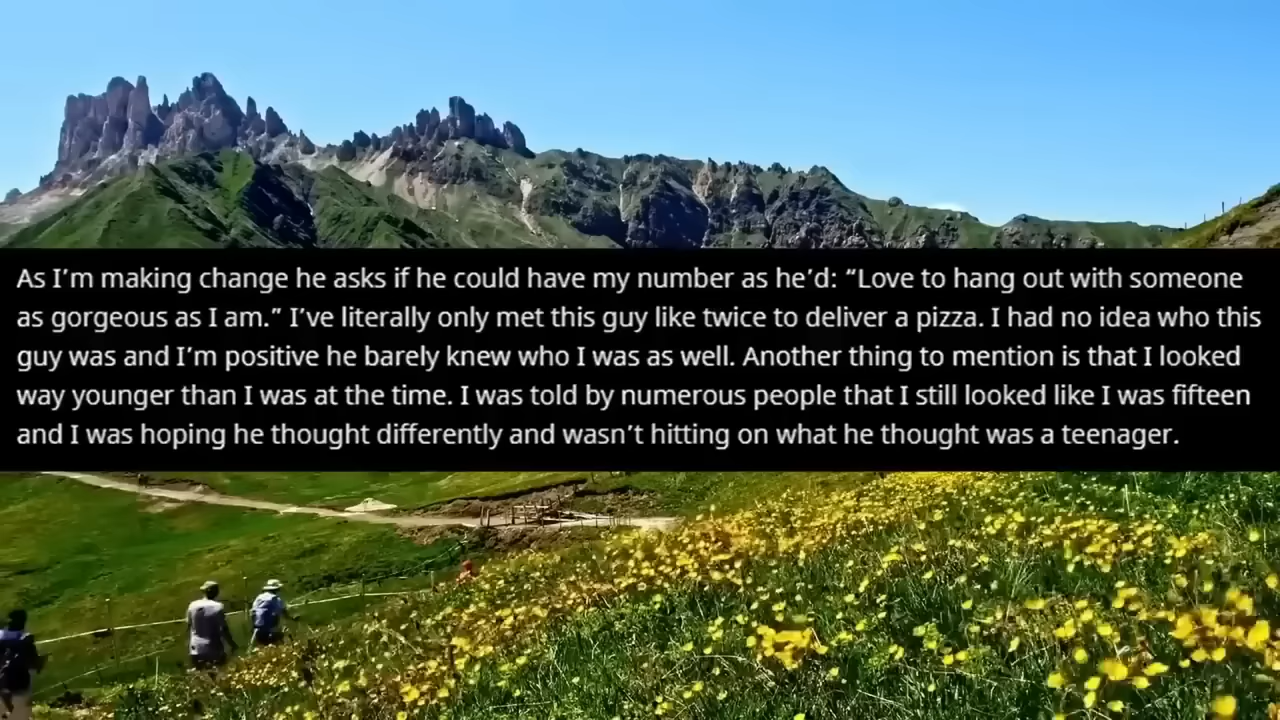 As I’m making change he asks if he could have my number as he’d: “Love to hang out with someone
as gorgeous as I am.” I’ve literally only met this guy like twice to deliver a pizza. I had no idea who this
guy was and I’m positive he barely knew who I was as well. Another thing to mention is that I looked
way younger than I was at the time. I was told by numerous people that I still looked like I was fifteen
and I was hoping he thought differently and wasn’t hitting on what he thought was a teenager.